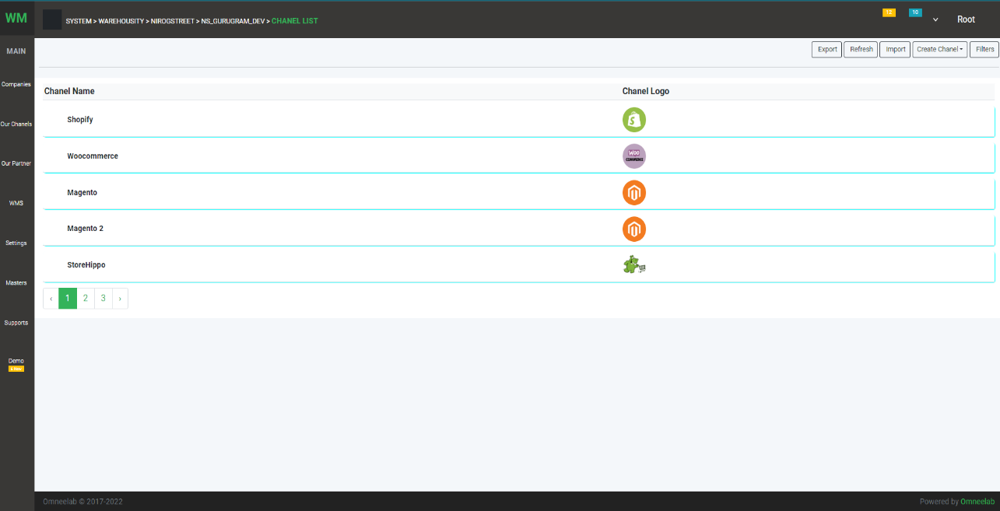 WM
SYSTEM > WAREHOUSITY > NIROGSTREET > NS_GURUGRAM_DEV > CHANEL LIST
12
10
Root
MAIN
Companies
Our Chanels
Our Partner
WMS
Settings
Masters
Supports
Demo
Export
Refresh
Import
Create Chanel
Filters
Chanel Name
Chanel Logo
Shopify
Woocommerce
WOO
COMMERCE
Magento
Magento 2
StoreHippo
‹ 1 2 3 ›
Omneelab © 2017-2022
Powered by Omneelab